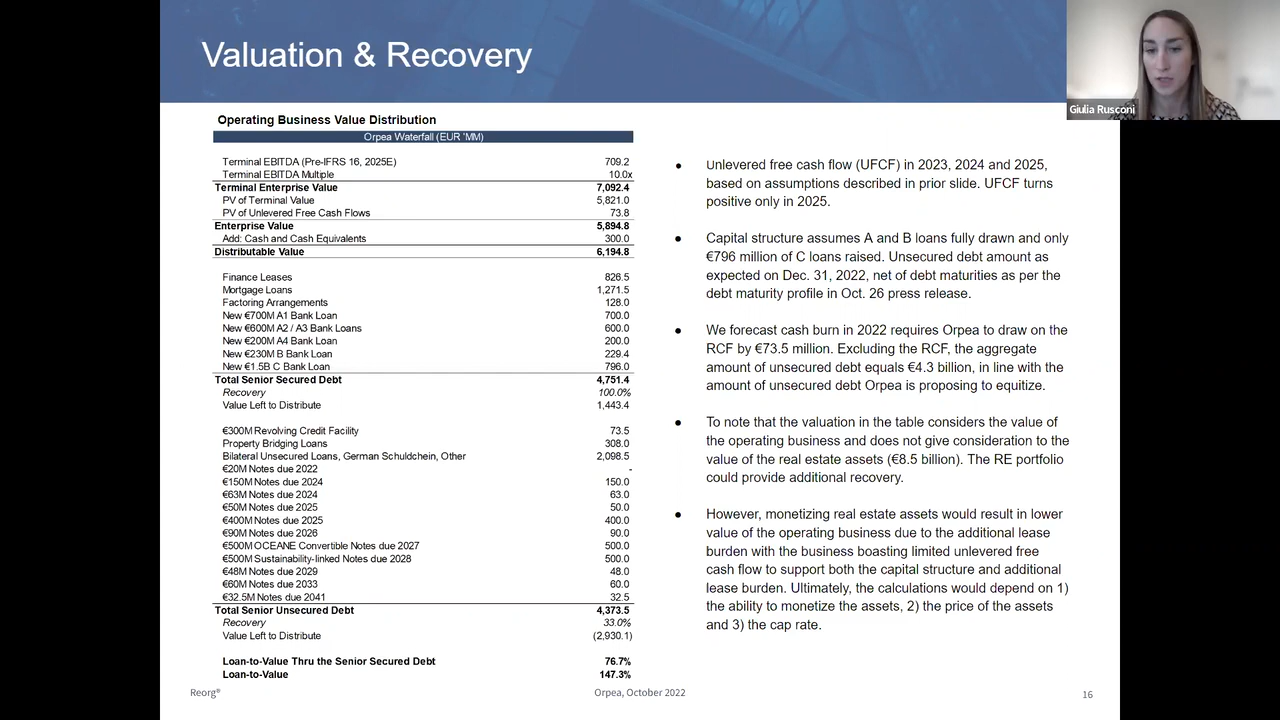 Valuation & Recovery
Giulia Rusconi
Operating Business Value Distribution
Orpea Waterfall (EUR 'MM)
Terminal EBITDA (Pre-IFRS 16, 2025E) 709.2
Terminal EBITDA Multiple 10.0x
Terminal Enterprise Value 7,092.4
PV of Terminal Value 5,821.0
PV of Unlevered Free Cash Flows 73.8
Enterprise Value 5,894.8
Add: Cash and Cash Equivalents 300.0
Distributable Value 6,194.8
Finance Leases 826.5
Mortgage Loans 1,271.5
Factoring Arrangements 128.0
New €700M A1 Bank Loan 700.0
New €600M A2 / A3 Bank Loans 600.0
New €200M A4 Bank Loan 200.0
New €230M B Bank Loan 229.4
New €1.5B C Bank Loan 796.0
Total Senior Secured Debt 4,751.4
Recovery 100.0%
Value Left to Distribute 1,443.4
€300M Revolving Credit Facility 73.5
Property Bridging Loans 308.0
Bilateral Unsecured Loans, German Schuldchein, Other 2,098.5
€20M Notes due 2022 -
€150M Notes due 2024 150.0
€63M Notes due 2024 63.0
€50M Notes due 2025 50.0
€400M Notes due 2025 400.0
€90M Notes due 2026 90.0
€500M OCEANE Convertible Notes due 2027 500.0
€500M Sustainability-linked Notes due 2028 500.0
€48M Notes due 2029 48.0
€60M Notes due 2033 60.0
€32.5M Notes due 2041 32.5
Total Senior Unsecured Debt 4,373.5
Recovery 33.0%
Value Left to Distribute (2,930.1)
Loan-to-Value Thru the Senior Secured Debt 76.7%
Loan-to-Value 147.3%
● Unlevered free cash flow (UFCF) in 2023, 2024 and 2025,
based on assumptions described in prior slide. UFCF turns
positive only in 2025.
● Capital structure assumes A and B loans fully drawn and only
€796 million of C loans raised. Unsecured debt amount as
expected on Dec. 31, 2022, net of debt maturities as per the
debt maturity profile in Oct. 26 press release.
● We forecast cash burn in 2022 requires Orpea to draw on the
RCF by €73.5 million. Excluding the RCF, the aggregate
amount of unsecured debt equals €4.3 billion, in line with the
amount of unsecured debt Orpea is proposing to equitize.
● To note that the valuation in the table considers the value of
the operating business and does not give consideration to the
value of the real estate assets (€8.5 billion). The RE portfolio
could provide additional recovery.
● However, monetizing real estate assets would result in lower
value of the operating business due to the additional lease
burden with the business boasting limited unlevered free
cash flow to support both the capital structure and additional
lease burden. Ultimately, the calculations would depend on 1)
the ability to monetize the assets, 2) the price of the assets
and 3) the cap rate.
Reorg®
Orpea, October 2022
16